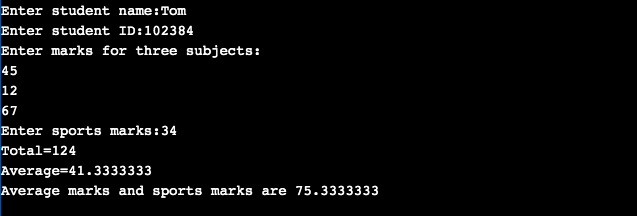 Enter student name:Tom
Enter student ID:102384
Enter marks for three subjects:
45
12
67
Enter sports marks:34
Total=124
Average=41.3333333
Average marks and sports marks are 75.3333333